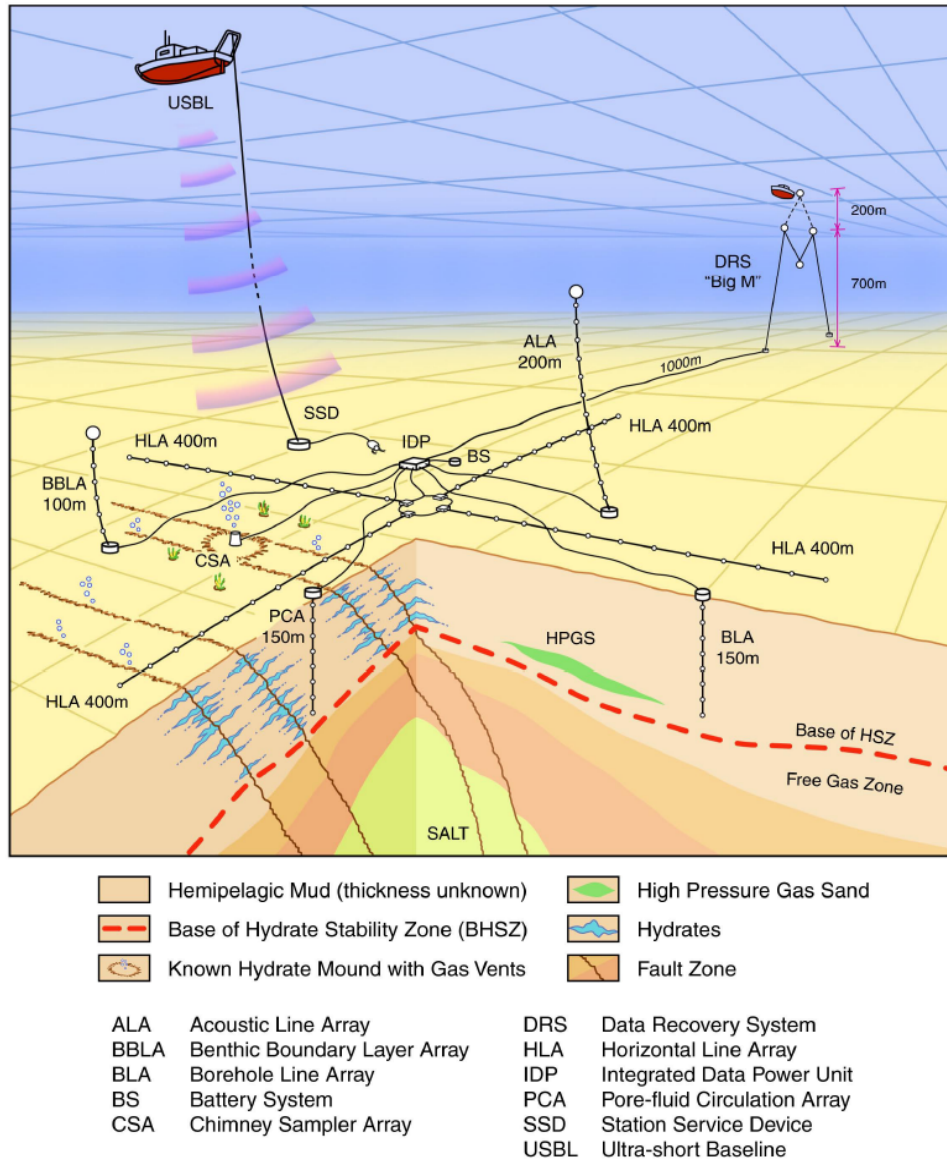 USBL
200m
DRS
"Big M"
700m
ALA
200m
1000m
SSD
HLA 400m
IDP
BS
HLA 400m
BBLA
100m
CSA
HLA 400m
PCA
150m
HPGS
BLA
150m
HLA 400m
Base of HSZ
Free Gas Zone
SALT
Hemipelagic Mud (thickness unknown)
High Pressure Gas Sand
Base of Hydrate Stability Zone (BHSZ)
Hydrates
Known Hydrate Mound with Gas Vents
Fault Zone
ALA Acoustic Line Array
BBLA Benthic Boundary Layer Array
BLA Borehole Line Array
BS Battery System
CSA Chimney Sampler Array
DRS Data Recovery System
HLA Horizontal Line Array
IDP Integrated Data Power Unit
PCA Pore-fluid Circulation Array
SSD Station Service Device
USBL Ultra-short Baseline